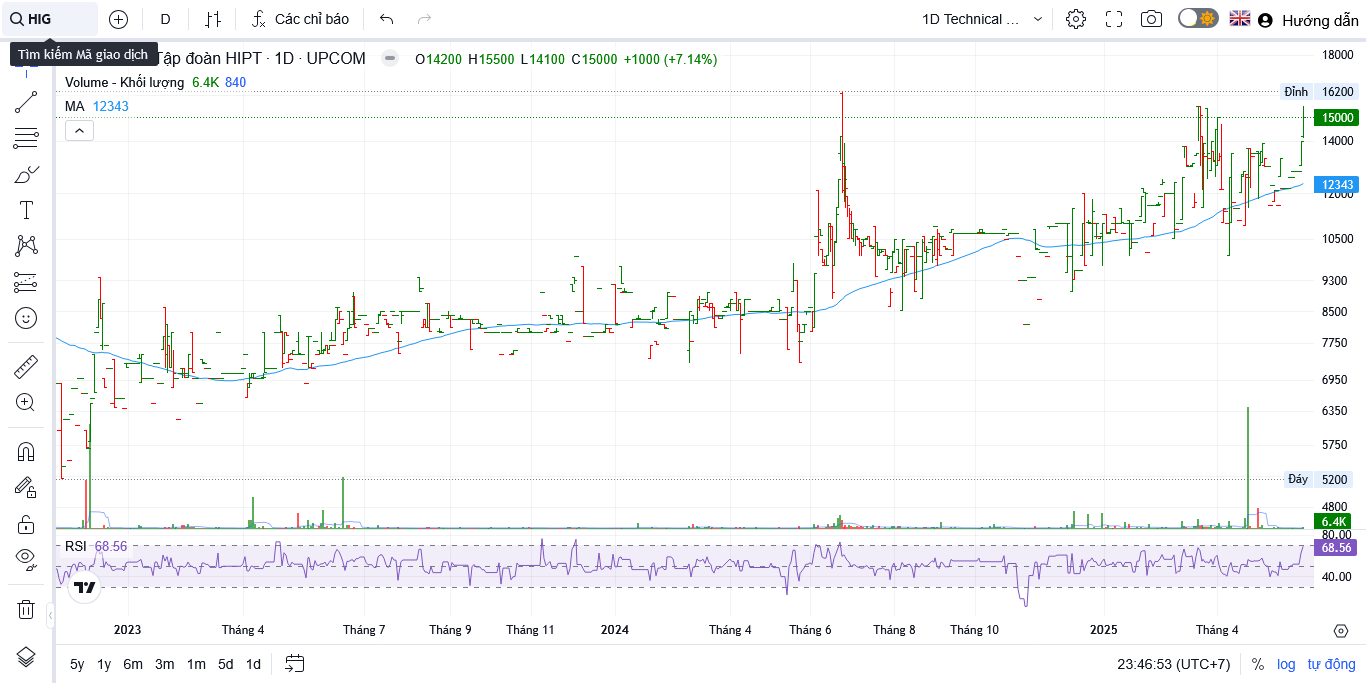 HIG
D
Các chỉ báo
1D Technical ...
Hướng dẫn
Tìm kiếm Mã giao dịch
Tập đoàn HIPT · 1D · UPCOM
O14200 H15500 L14100 C15000 +1000 (+7.14%)
Volume - Khối lượng 6.4K 840
MA 12343
18000
Đỉnh 16200
15000
14000
12343
12000
10500
9300
8500
7750
6950
6350
5750
Đáy 5200
4800
6.4K
80.00
RSI 68.56
68.56
40.00
2023 Tháng 4 Tháng 7 Tháng 9 Tháng 11 2024 Tháng 4 Tháng 6 Tháng 8 Tháng 10 2025 Tháng 4
5y 1y 6m 3m 1m 5d 1d
23:46:53 (UTC+7) % log tự động